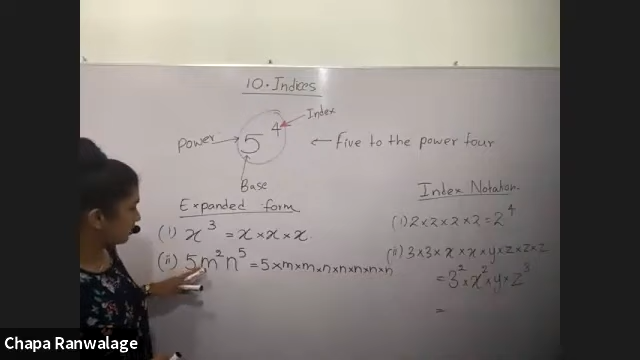 10. Indices
Index
Power → 5⁴ ← Five to the power four
Base
Expanded form
(i) x³ = x × x × x.
(ii) 5m²n⁵ = 5 × m × m × n × n × n × n × n
Index Notation
(i) 2 × 2 × 2 × 2 = 2⁴
(ii) 3 × 3 × x × x × y × z × z × z
= 3² × x² × y × z³
=
Chapa Ranwalage